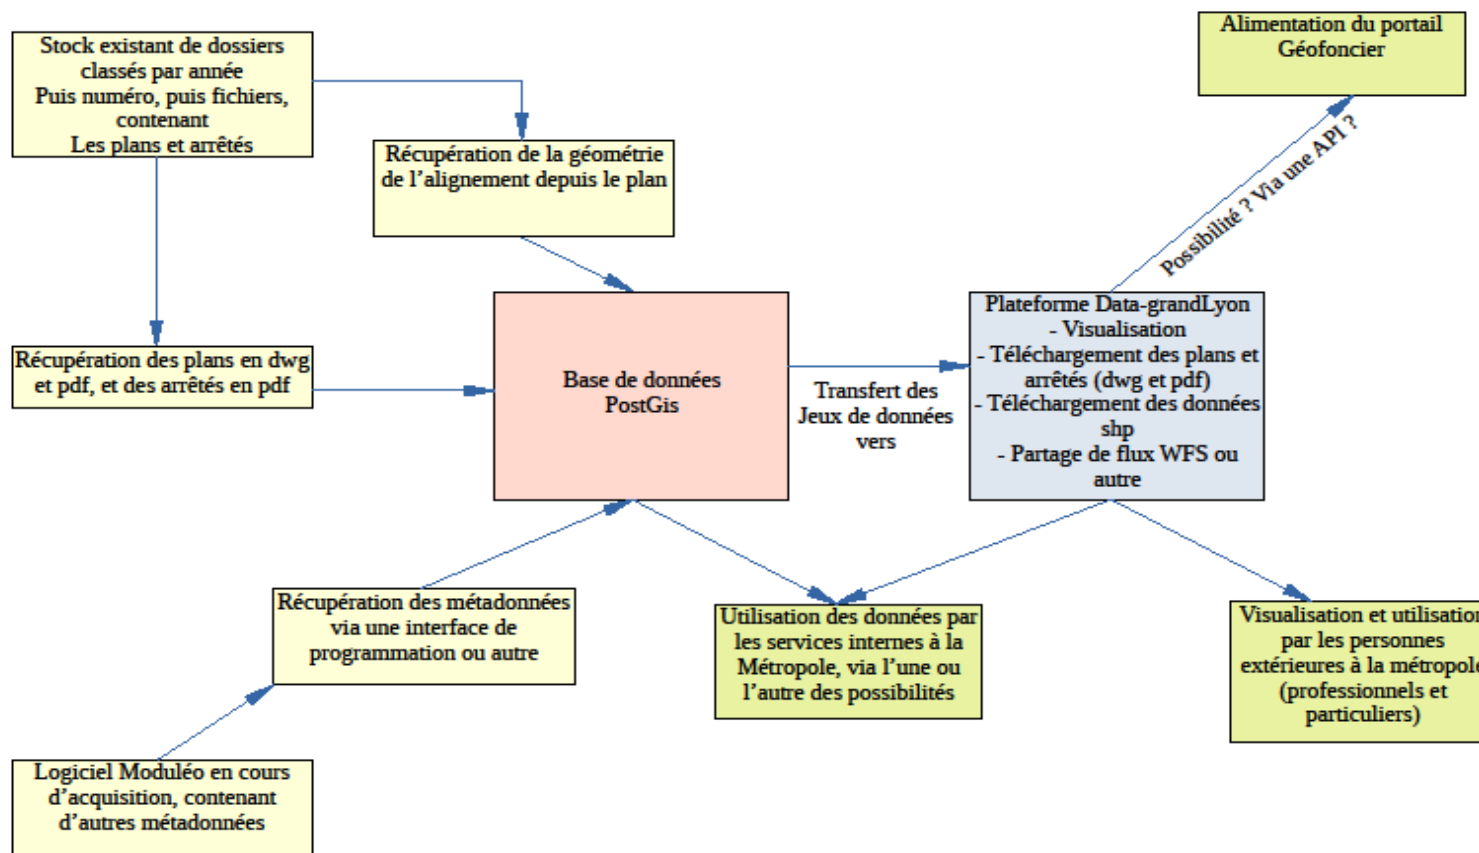 Alimentation du portail
Géofoncier
Stock existant de dossiers
classés par année
Puis numéro, puis fichiers,
contenant
Les plans et arrêtés
Récupération de la géométrie
de l’alignement depuis le plan
Possibilité ? Via une API ?
Récupération des plans en dwg
et pdf, et des arrêtés en pdf
Base de données
PostGis
Transfert des
Jeux de données
vers
Plateforme Data-grandLyon
- Visualisation
- Téléchargement des plans et
arrêtés (dwg et pdf)
- Téléchargement des données
shp
- Partage de flux WFS ou
autre
Récupération des métadonnées
via une interface de
programmation ou autre
Utilisation des données par
les services internes à la
Métropole, via l’une ou
l’autre des possibilités
Visualisation et utilisation
par les personnes
extérieures à la métropole
(professionnels et
particuliers)
Logiciel Moduléo en cours
d’acquisition, contenant
d’autres métadonnées